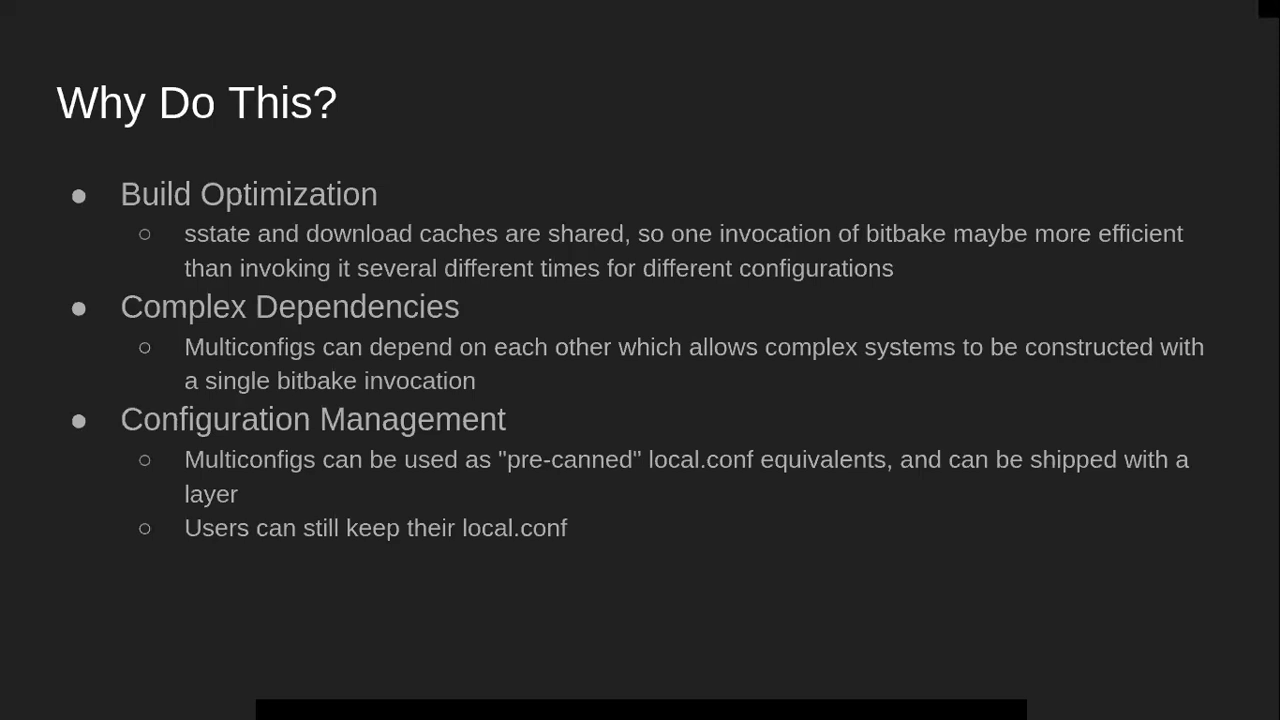 Why Do This?
● Build Optimization
○ sstate and download caches are shared, so one invocation of bitbake maybe more efficient
than invoking it several different times for different configurations
● Complex Dependencies
○ Multiconfigs can depend on each other which allows complex systems to be constructed with
a single bitbake invocation
● Configuration Management
○ Multiconfigs can be used as "pre-canned" local.conf equivalents, and can be shipped with a
layer
○ Users can still keep their local.conf